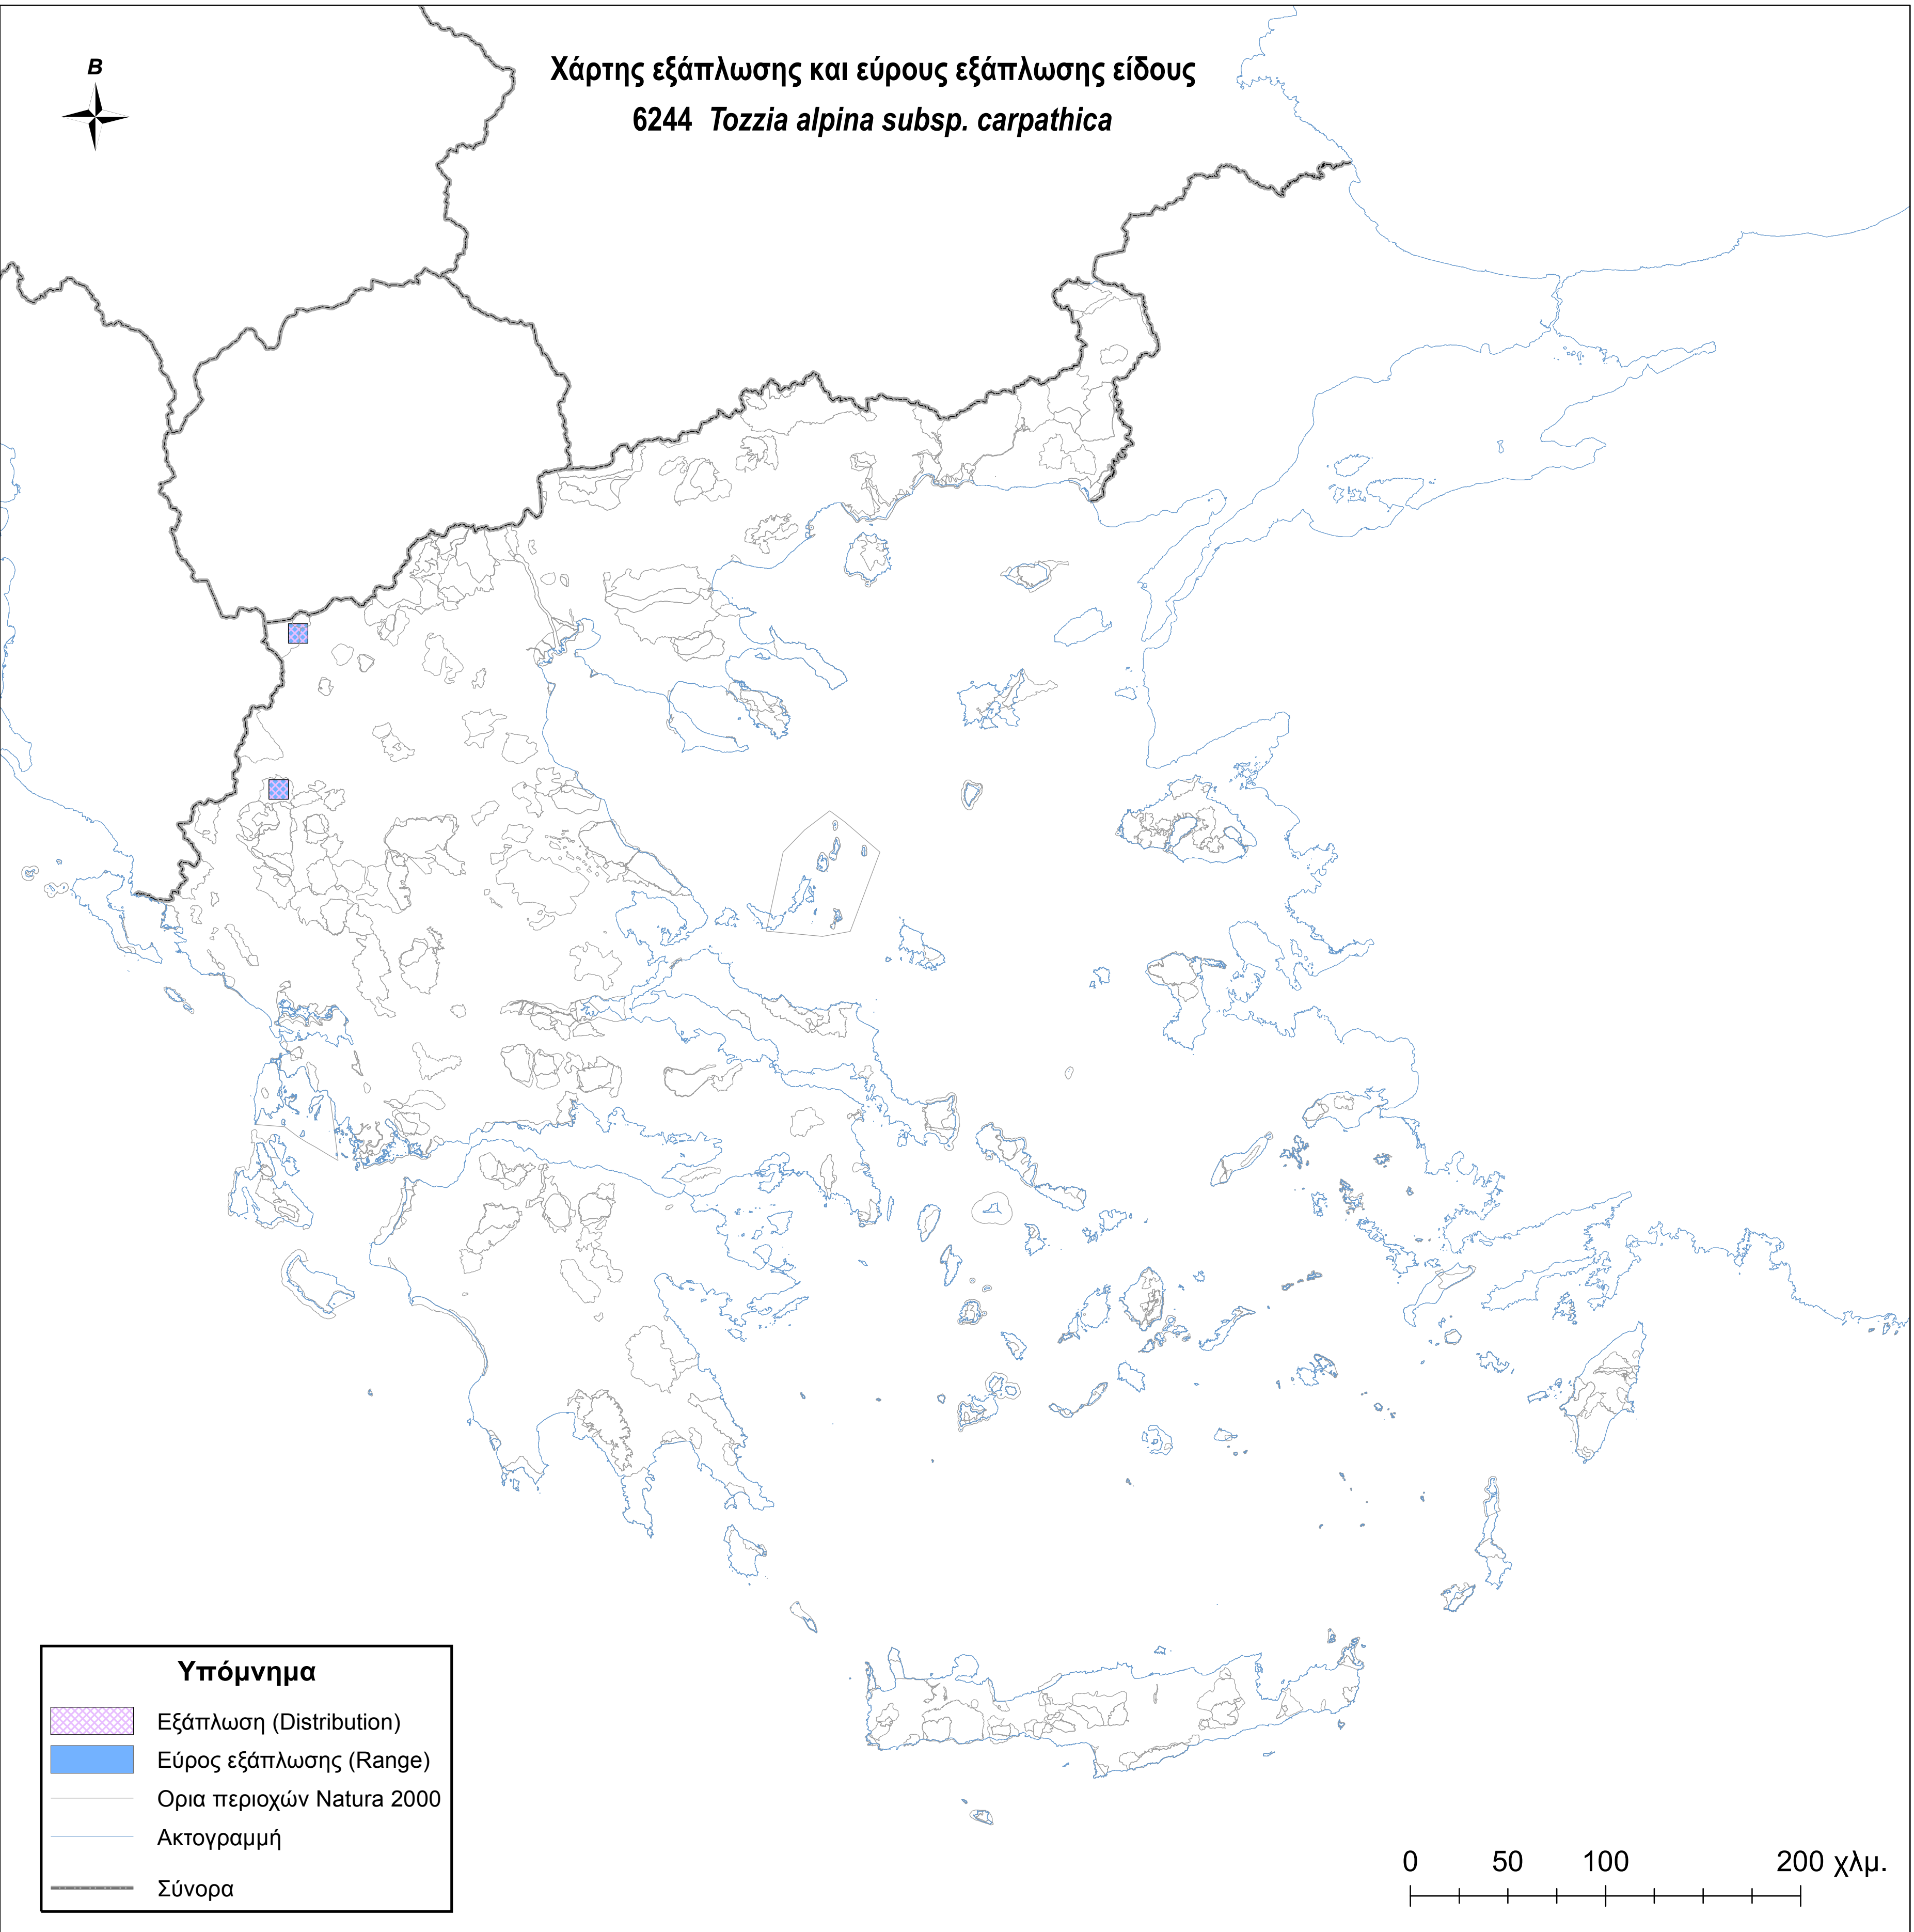 Β
Χάρτης εξάπλωσης και εύρους εξάπλωσης είδους
6244 Tozzia alpina subsp. carpathica
Υπόμνημα
Εξάπλωση (Distribution)
Εύρος εξάπλωσης (Range)
Ορια περιοχών Natura 2000
Ακτογραμμή
Σύνορα
0 50 100 200 χλμ.